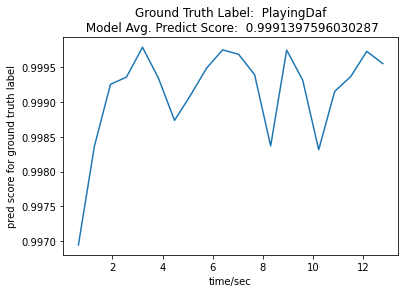 Ground Truth Label:  PlayingDaf
Model Avg. Predict Score:  0.9991397596030287
pred score for ground truth label
0.9995
0.9990
0.9985
0.9980
0.9975
0.9970
2 4 6 8 10 12
time/sec